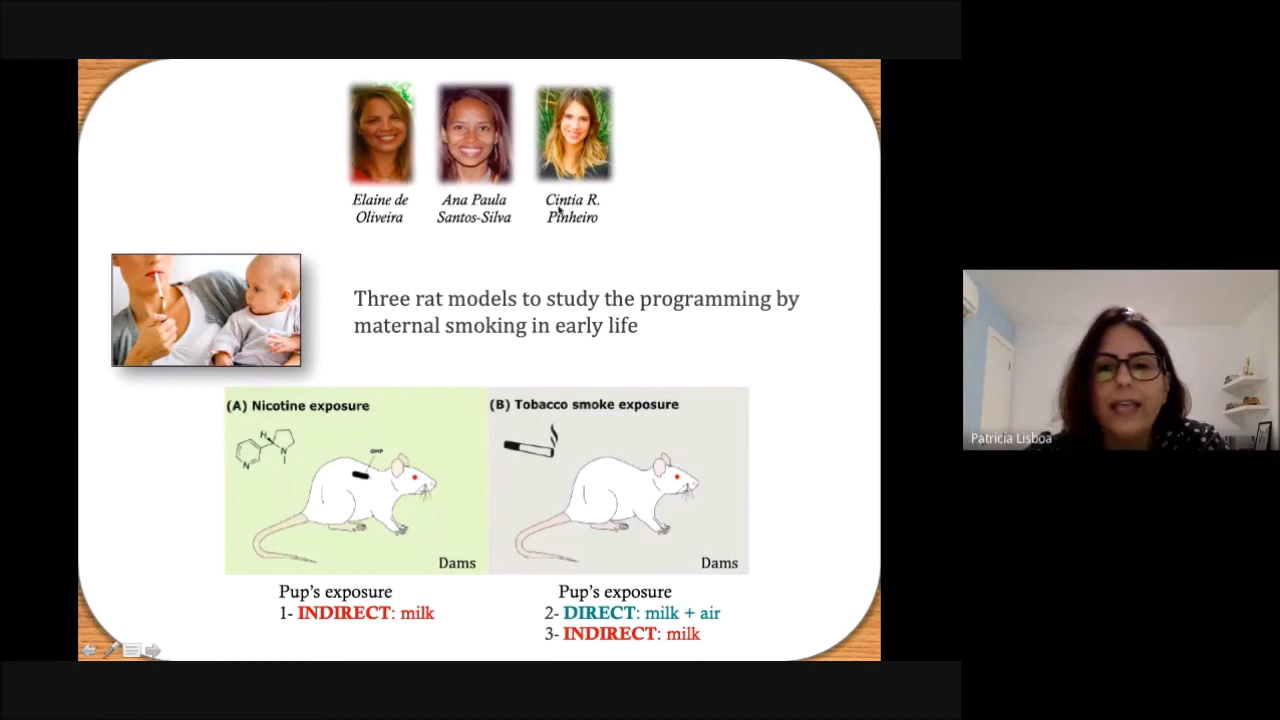 Elaine de
Oliveira
Ana Paula
Santos-Silva
Cintia R.
Pinheiro
Three rat models to study the programming by
maternal smoking in early life
(A) Nicotine exposure
H
N
N
OMP
Dams
(B) Tobacco smoke exposure
Dams
Pup's exposure
1- INDIRECT: milk
Pup's exposure
2- DIRECT: milk + air
3- INDIRECT: milk
Patricia Lisboa